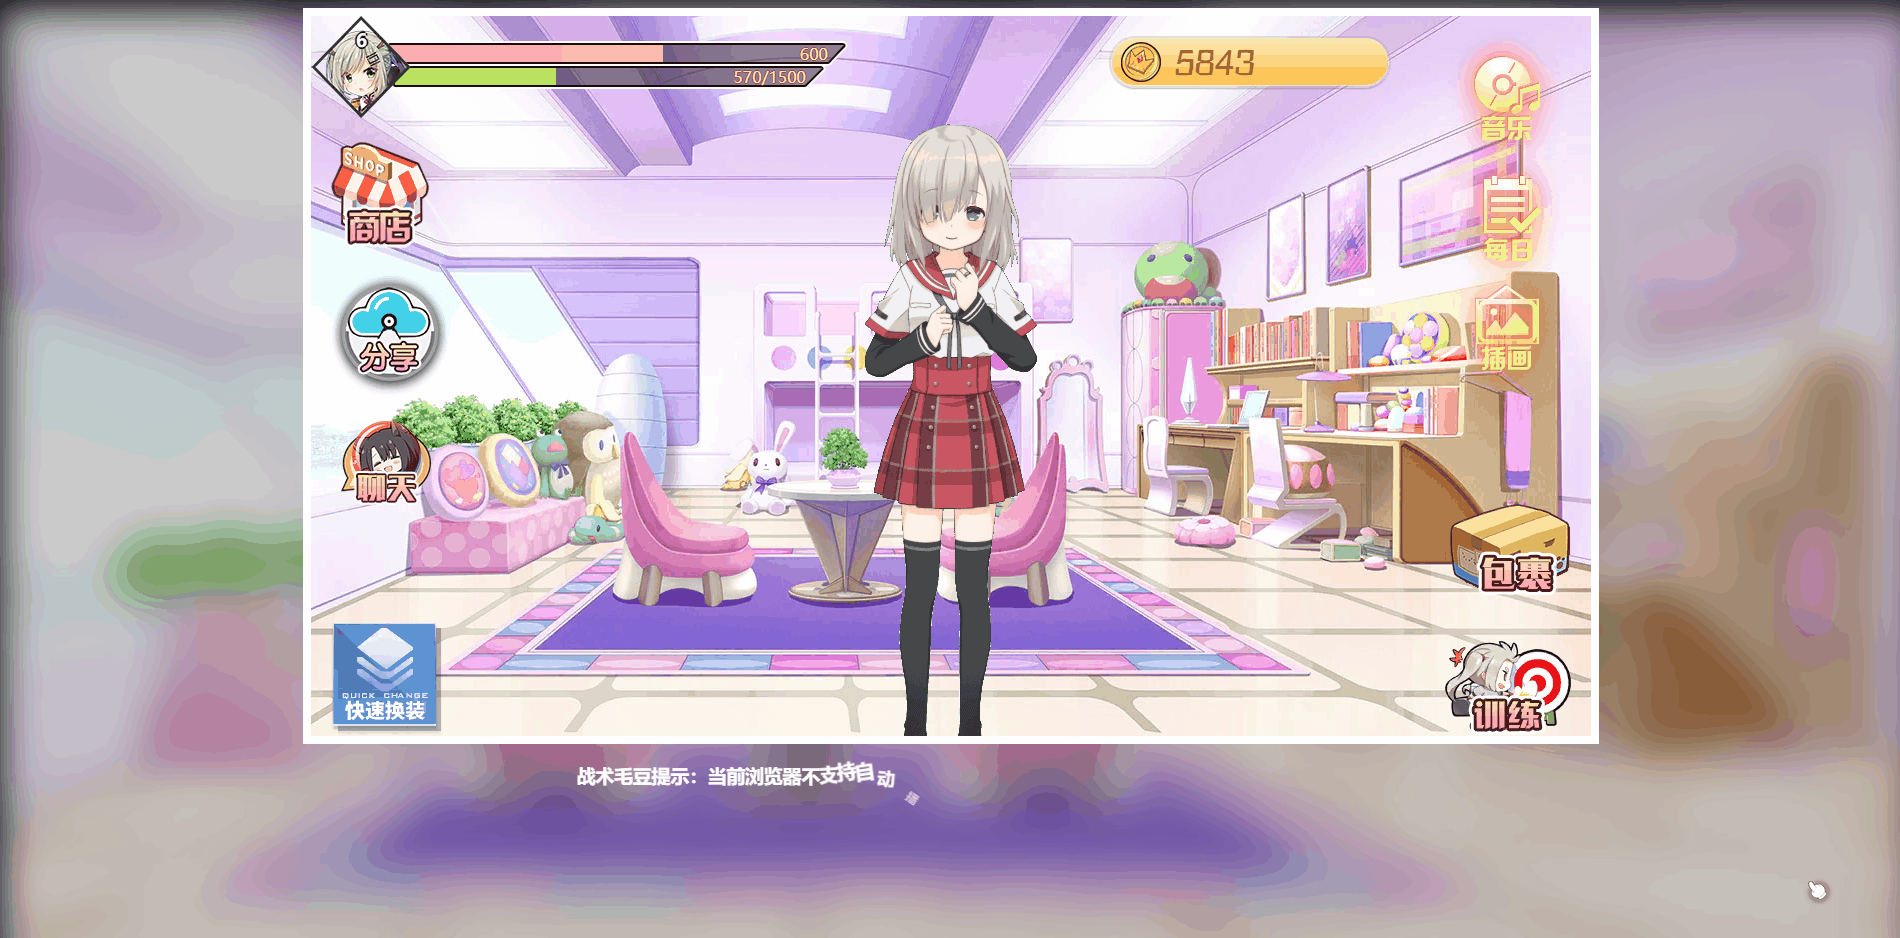 6
600
570/1500
5843
音乐
SHOP
商店
每日
分享
插画
聊天
包裹
QUICK CHANGE
快速换装
训练
战术毛豆提示：当前浏览器不支持自动播